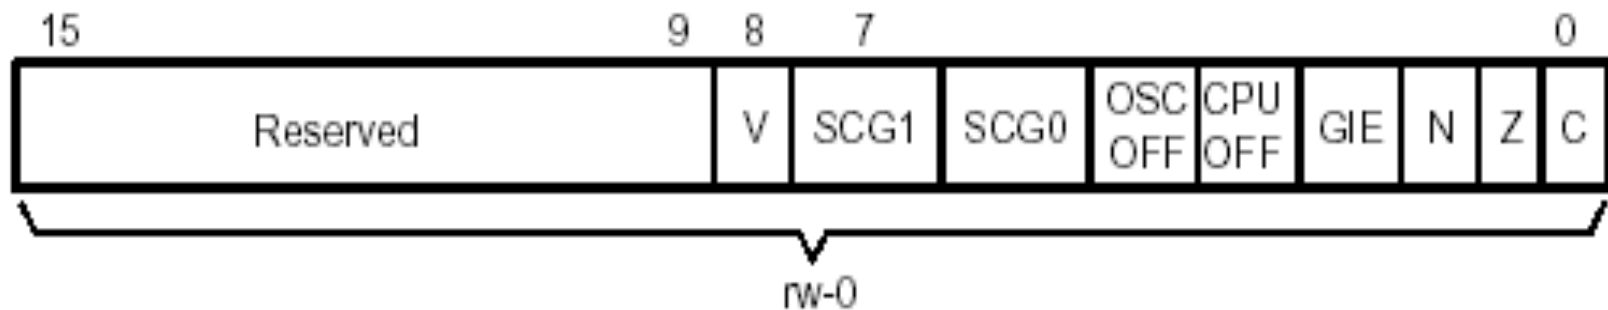 15 9 8 7 0
Reserved V SCG1 SCG0 OSC OFF CPU OFF GIE N Z C
rw-0